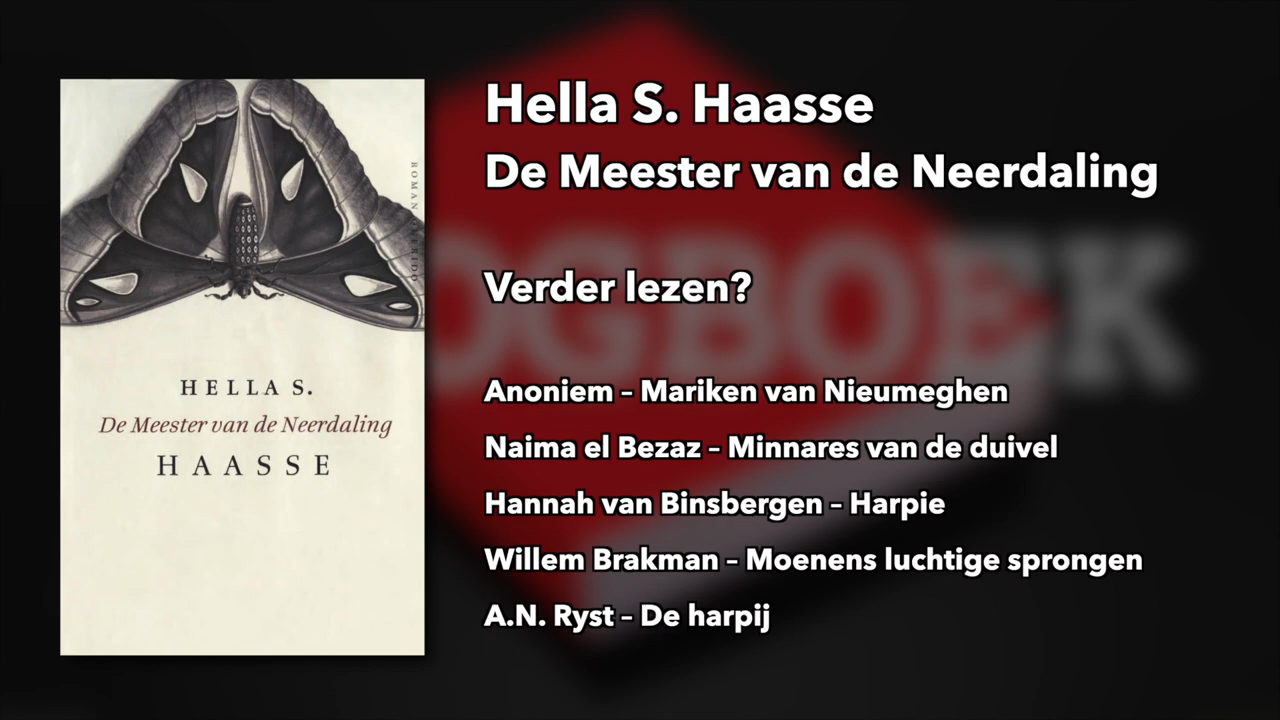 ROMAN QUERIDO
HELLA S.
De Meester van de Neerdaling
HAASSE
Hella S. Haasse
De Meester van de Neerdaling
Verder lezen?
OGBOEK
Anoniem – Mariken van Nieumeghen
Naima el Bezaz – Minnares van de duivel
Hannah van Binsbergen – Harpie
Willem Brakman – Moenens luchtige sprongen
A.N. Ryst – De harpij